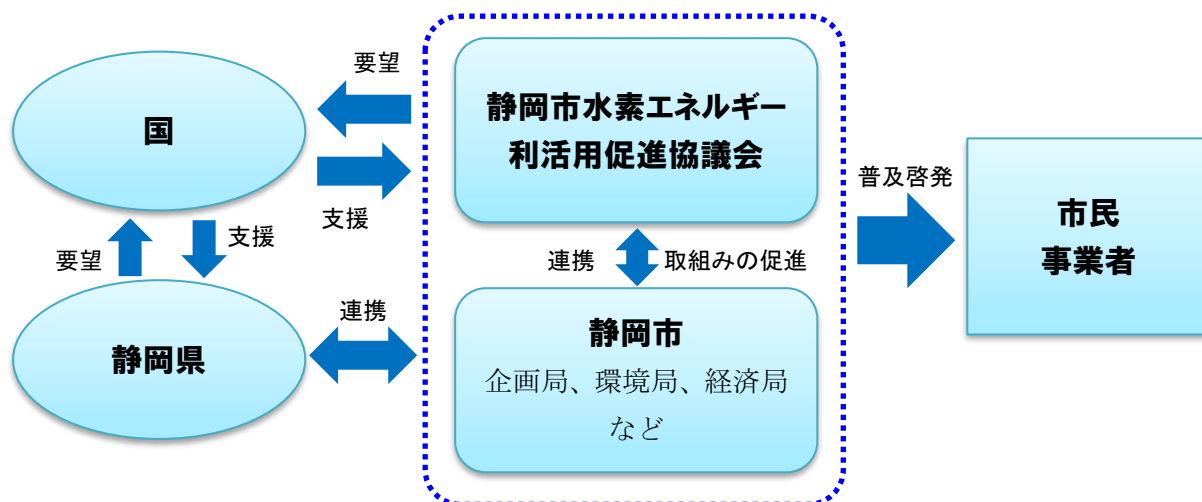 要望
国
静岡市水素エネルギー
利活用促進協議会
支援
普及啓発
市民
事業者
要望
支援
連携
取組みの促進
静岡県
連携
静岡市
企画局、環境局、経済局
など